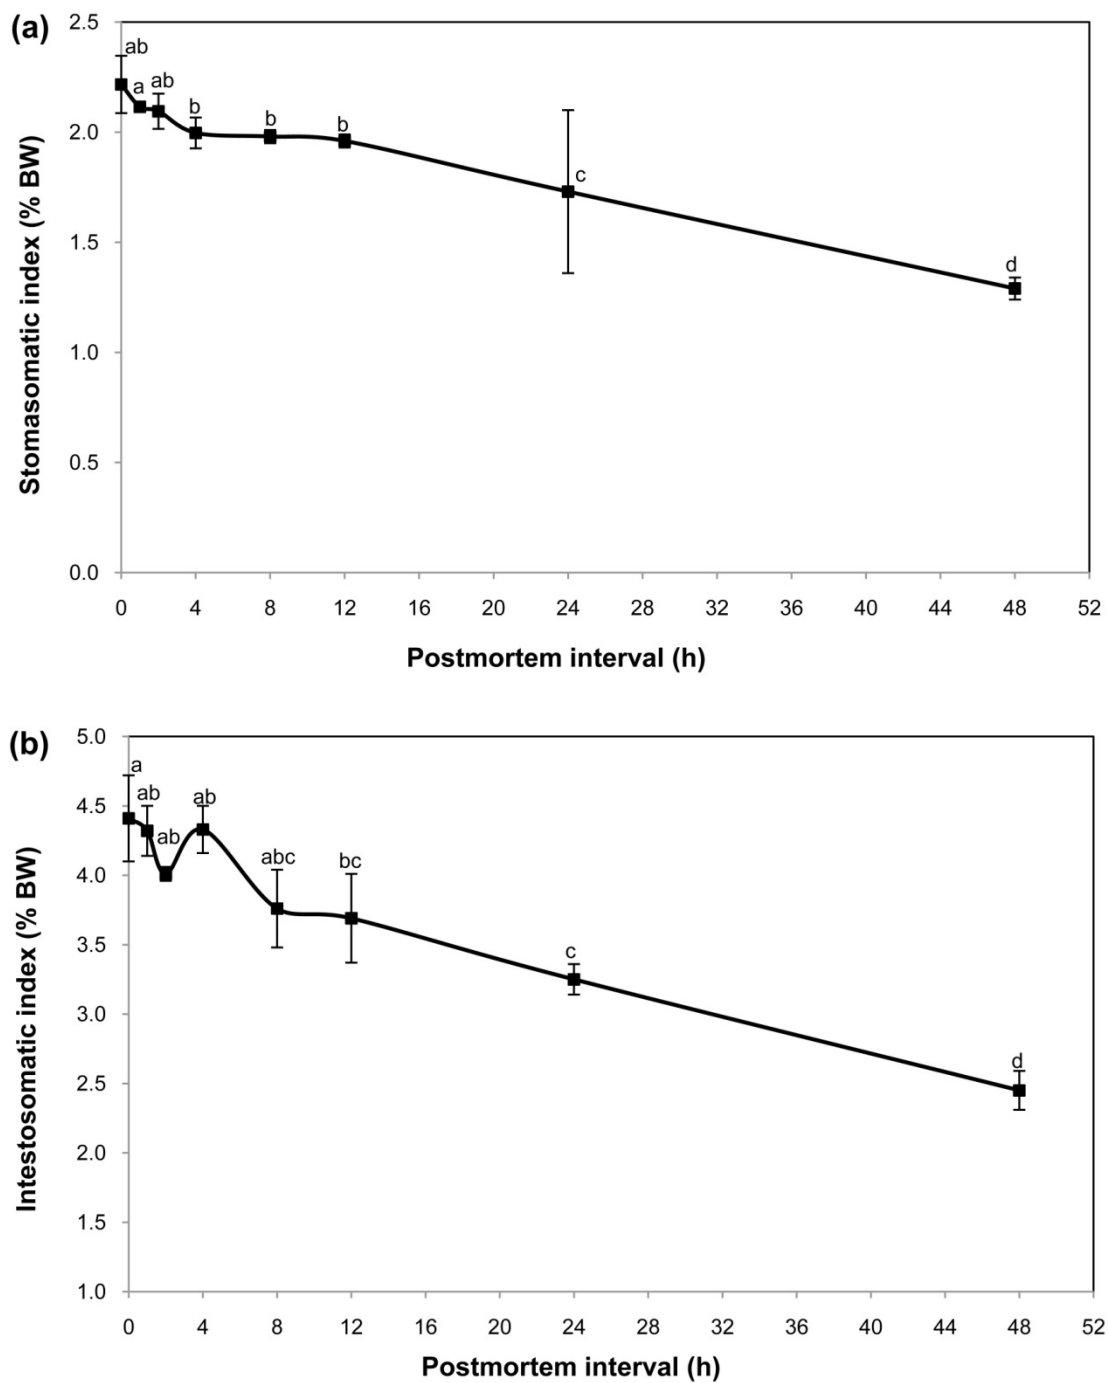 (a)
Stomasomatic index (% BW)
2.5
2.0
1.5
1.0
0.5
0.0
ab
a
ab
b
b
b
c
d
0 4 8 12 16 20 24 28 32 36 40 44 48 52
Postmortem interval (h)
(b)
Intestosomatic index (% BW)
5.0
4.5
4.0
3.5
3.0
2.5
2.0
1.5
1.0
a
ab
ab
ab
abc
bc
c
d
0 4 8 12 16 20 24 28 32 36 40 44 48 52
Postmortem interval (h)